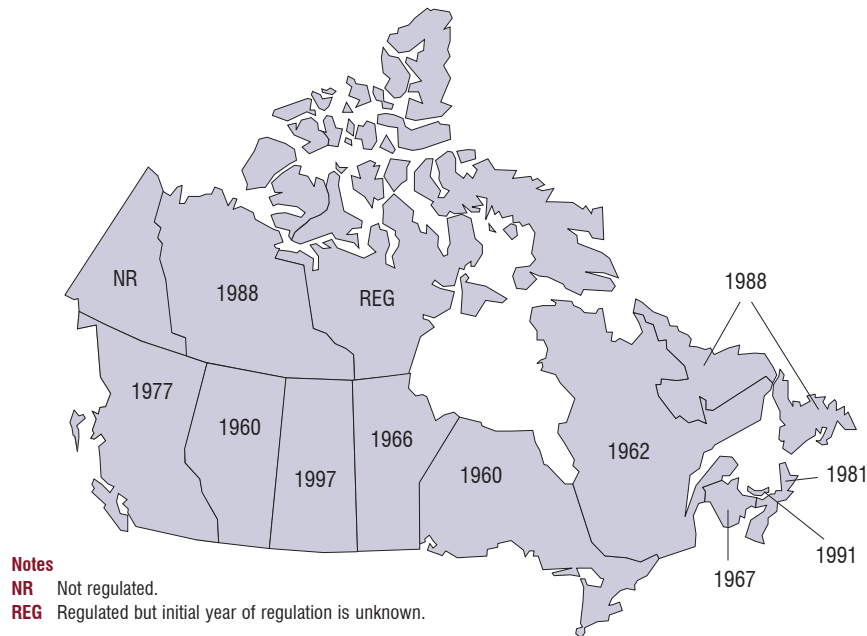 NR
1988
REG
1988
1977
1960
1997
1966
1960
1962
1981
1991
1967
Notes
NR Not regulated.
REG Regulated but initial year of regulation is unknown.